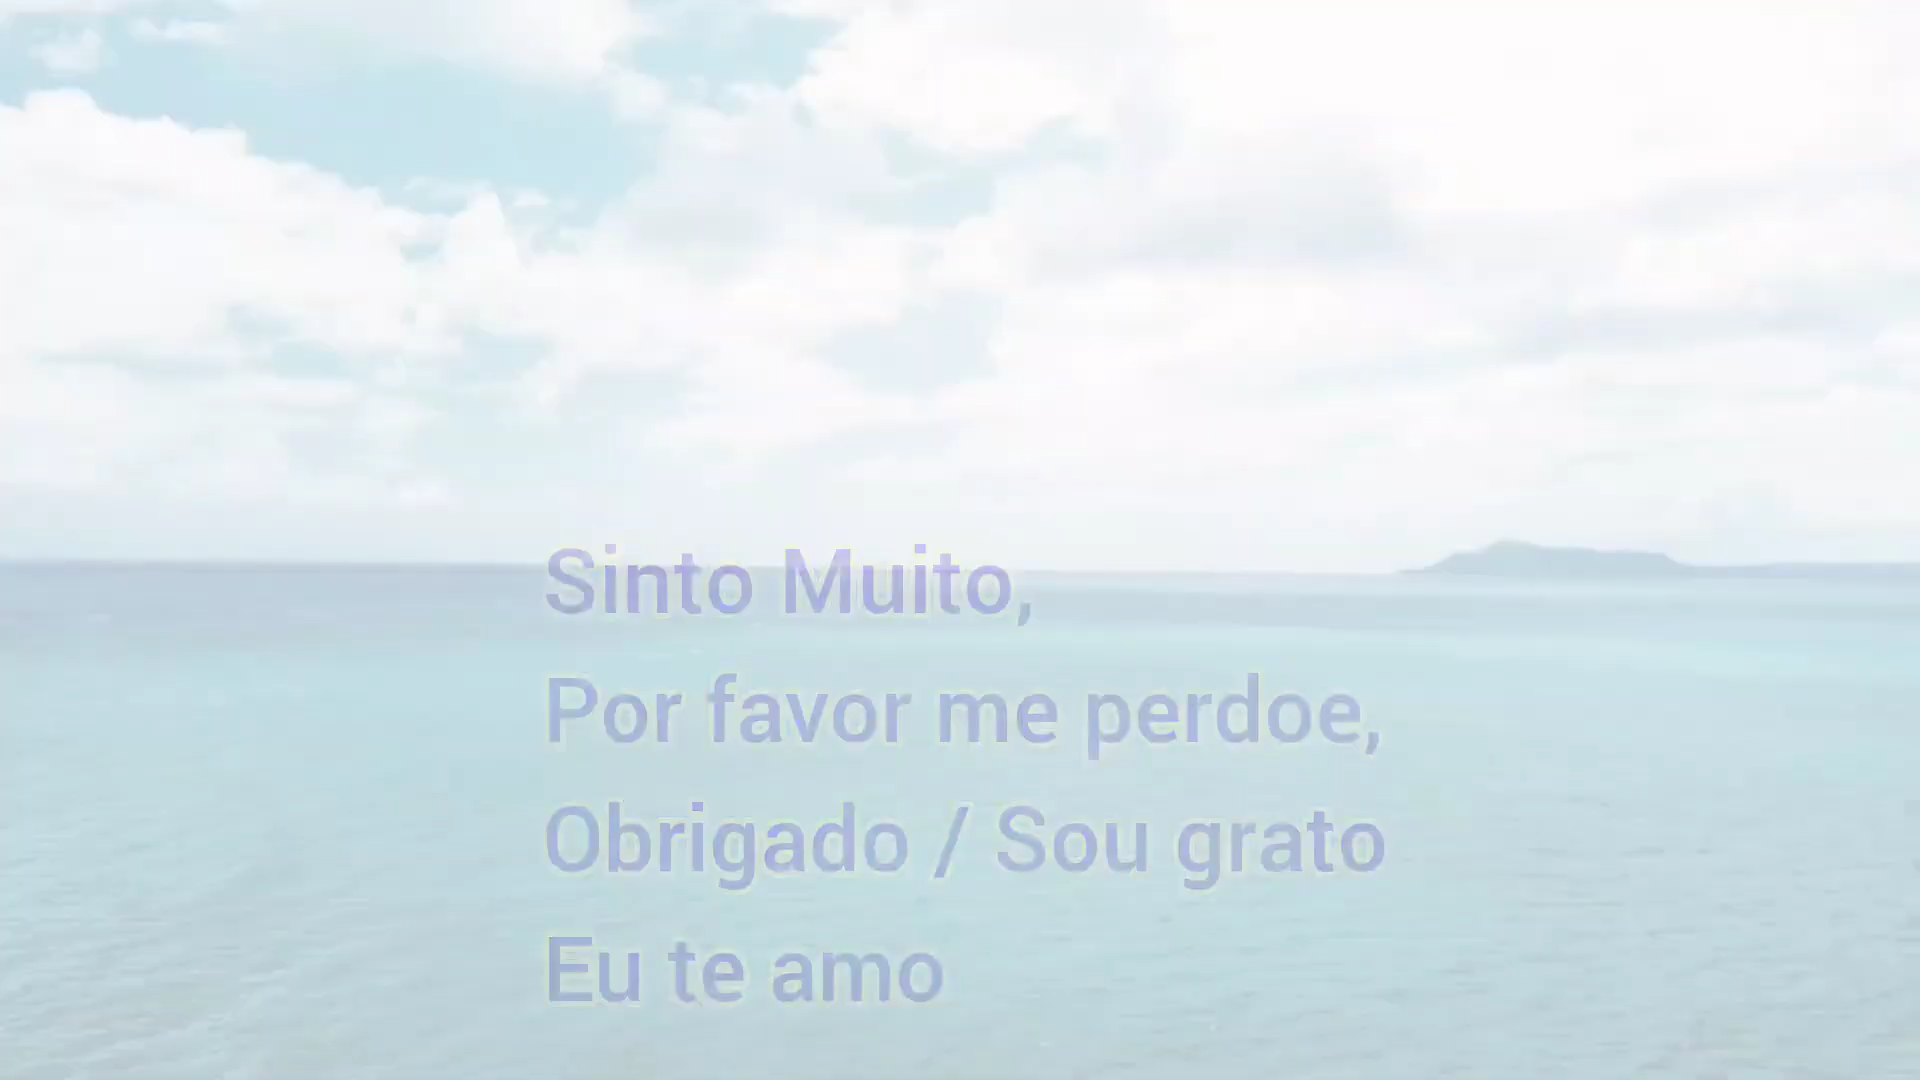 Sinto Muito,
Por favor me perdoe,
Obrigado / Sou grato
Eu te amo